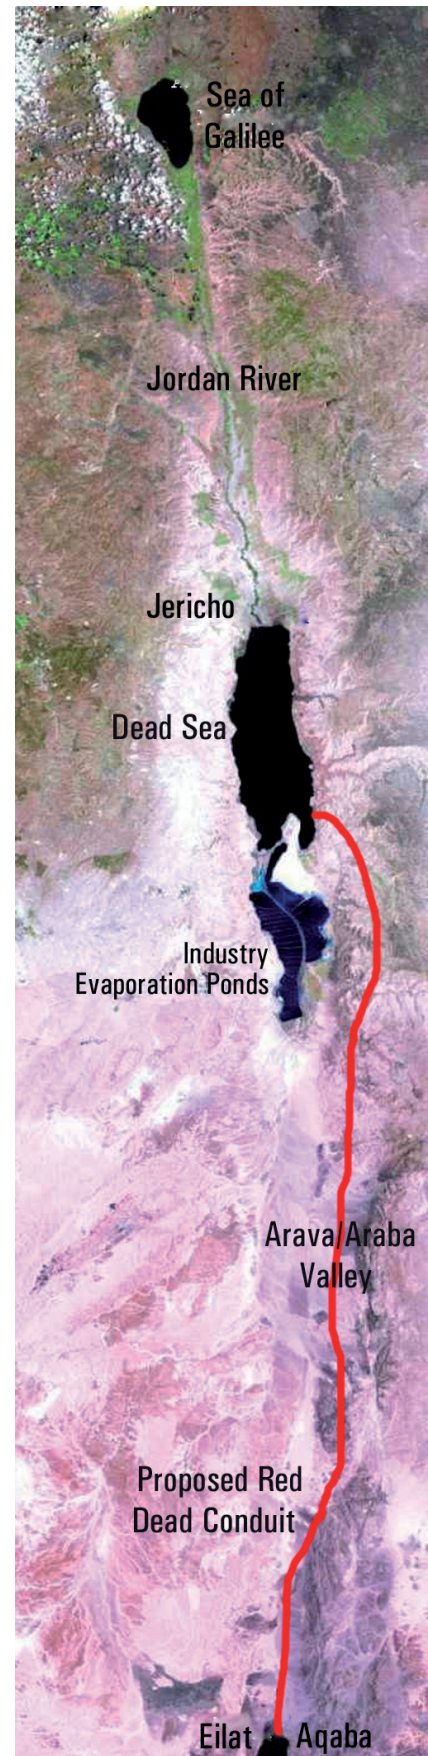 Sea of
Galilee
Jordan River
Jericho
Dead Sea
Industry
Evaporation Ponds
Arava/Araba
Valley
Proposed Red
Dead Conduit
Eilat
Aqaba